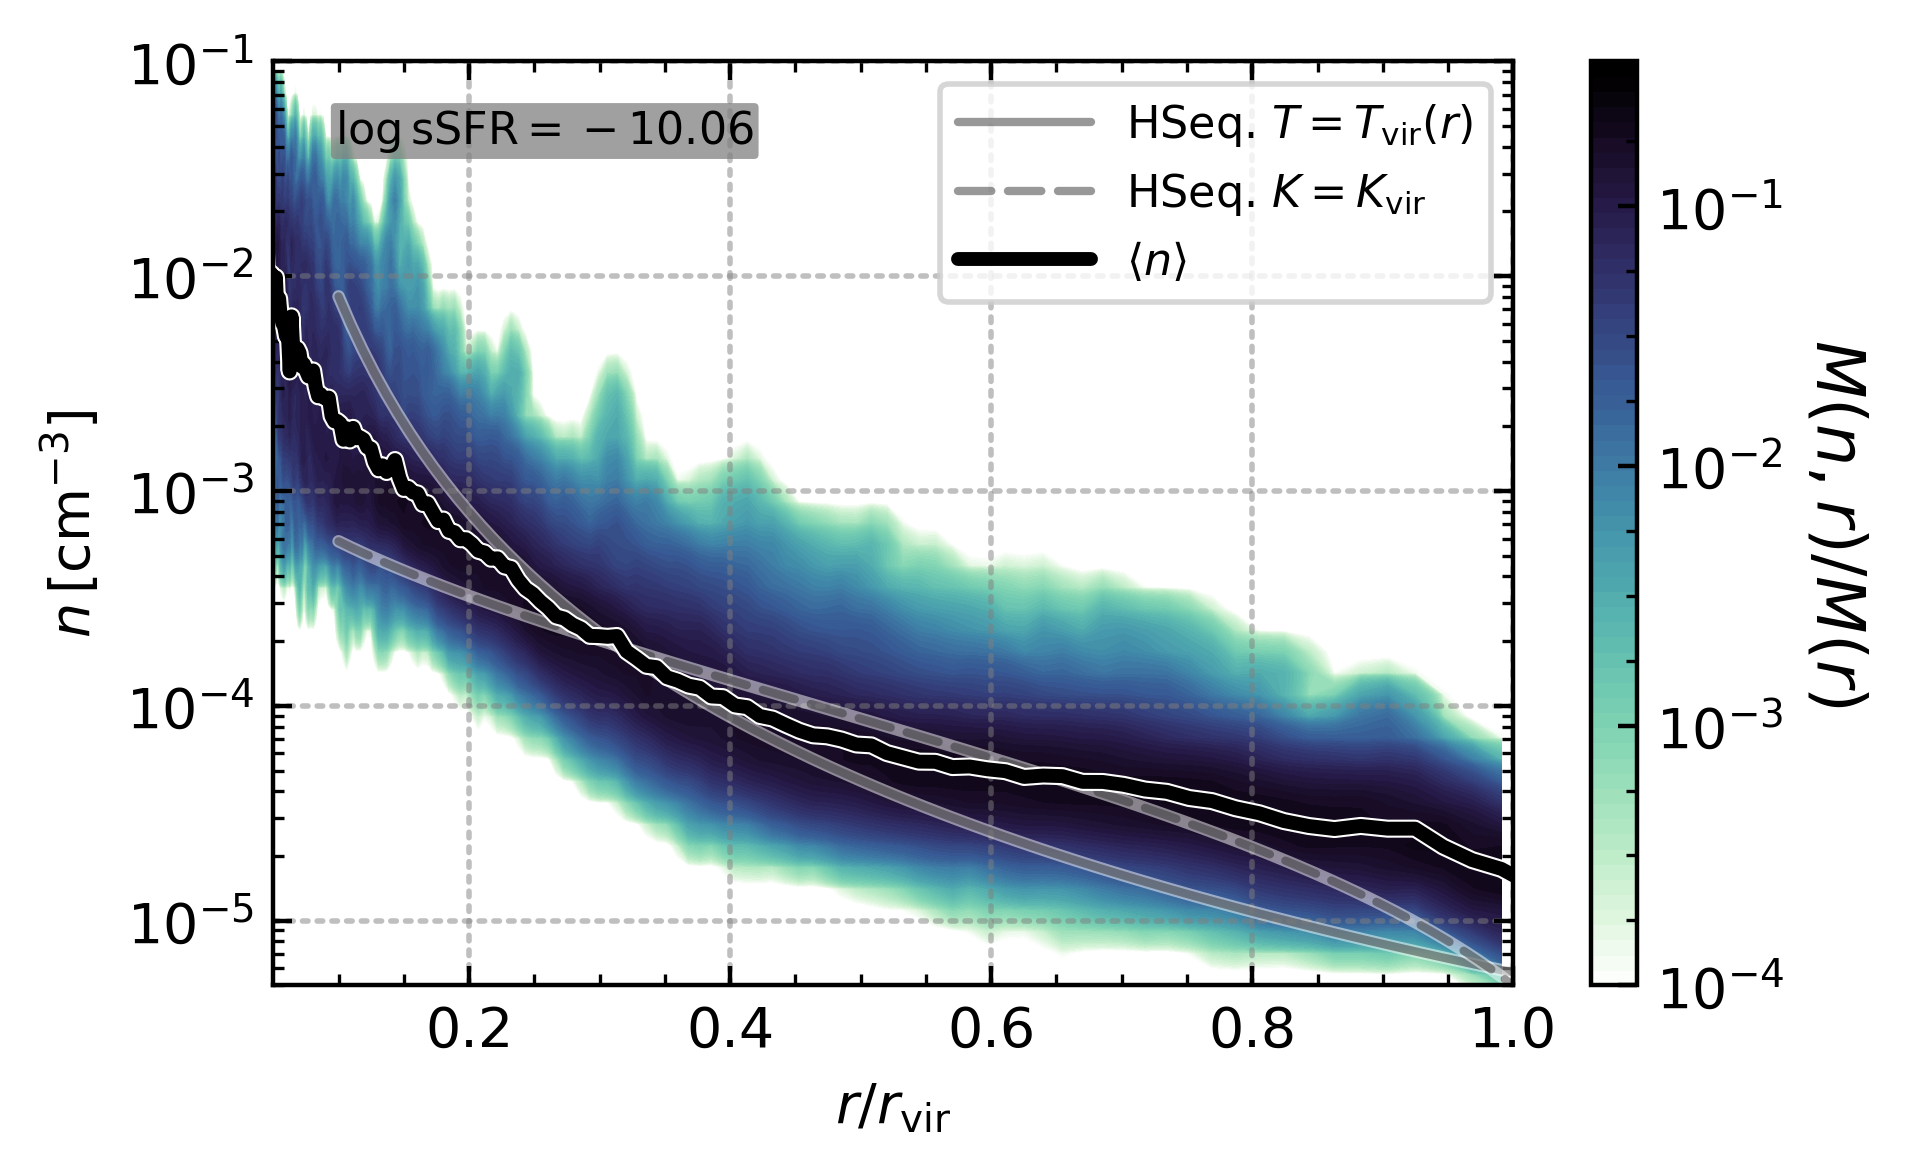 log sSFR = −10.06
HSeq. T = T_vir(r)
HSeq. K = K_vir
⟨n⟩
10⁻¹
10⁻²
10⁻³
10⁻⁴
10⁻⁵
n [cm⁻³]
0.2 0.4 0.6 0.8 1.0
r/r_vir
10⁻¹
10⁻²
10⁻³
10⁻⁴
M(n, r)/M(r)